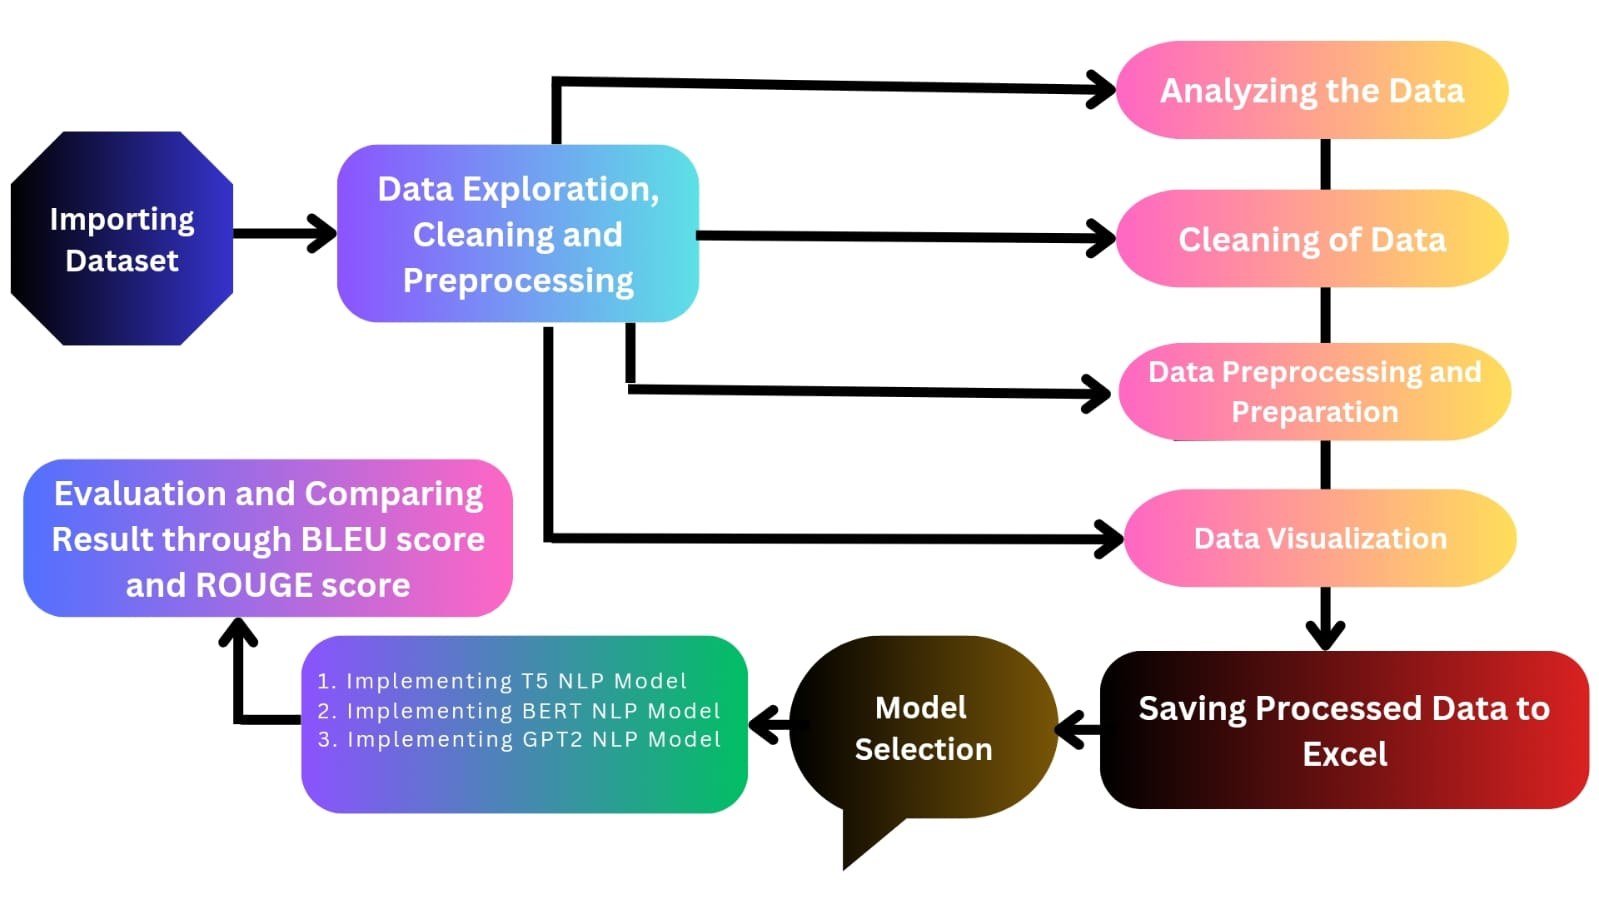 Importing
Dataset
Data Exploration,
Cleaning and
Preprocessing
Analyzing the Data
Cleaning of Data
Data Preprocessing and
Preparation
Data Visualization
Saving Processed Data to
Excel
Model
Selection
1. Implementing T5 NLP Model
2. Implementing BERT NLP Model
3. Implementing GPT2 NLP Model
Evaluation and Comparing
Result through BLEU score
and ROUGE score